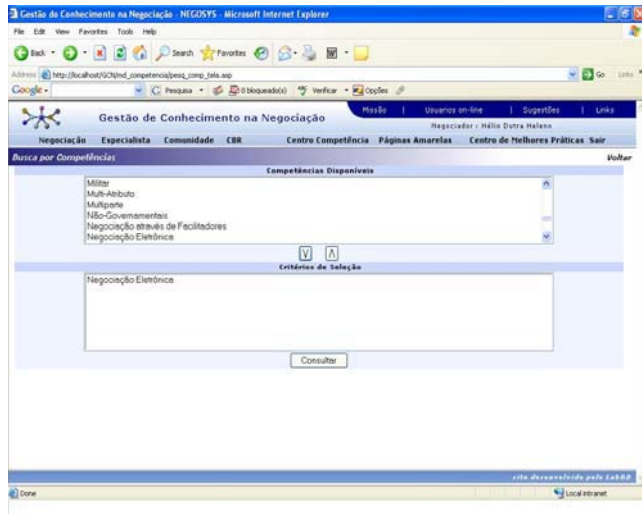 Gestão do Conhecimento na Negociação - NEGOSYS - Microsoft Internet Explorer
File Edit View Favorites Tools Help
Back Search Favorites
Address http://localhost/GCN/nd_competencia/pesq_comp_tela.asp Go Links
Google - Pesquisa 0 bloqueado(s) Verificar Opções
Missão | Usuarios on-line | Sugestões | Links
Gestão de Conhecimento na Negociação
Negociador : Hélio Dutra Heleno
Negociação Especialista Comunidade CBR Centro Competência Páginas Amarelas Centro de Melhores Práticas Sair
Busca por Competências Voltar
Competências Disponíveis
Militar
Multi-Atributo
Multiparte
Não-Governamentais
Negociação através de Facilitadores
Negociação Eletrônica
V Λ
Critérios de Seleção
Negociação Eletrônica
Consultar
site desenvolvido pelo
Done Local intranet